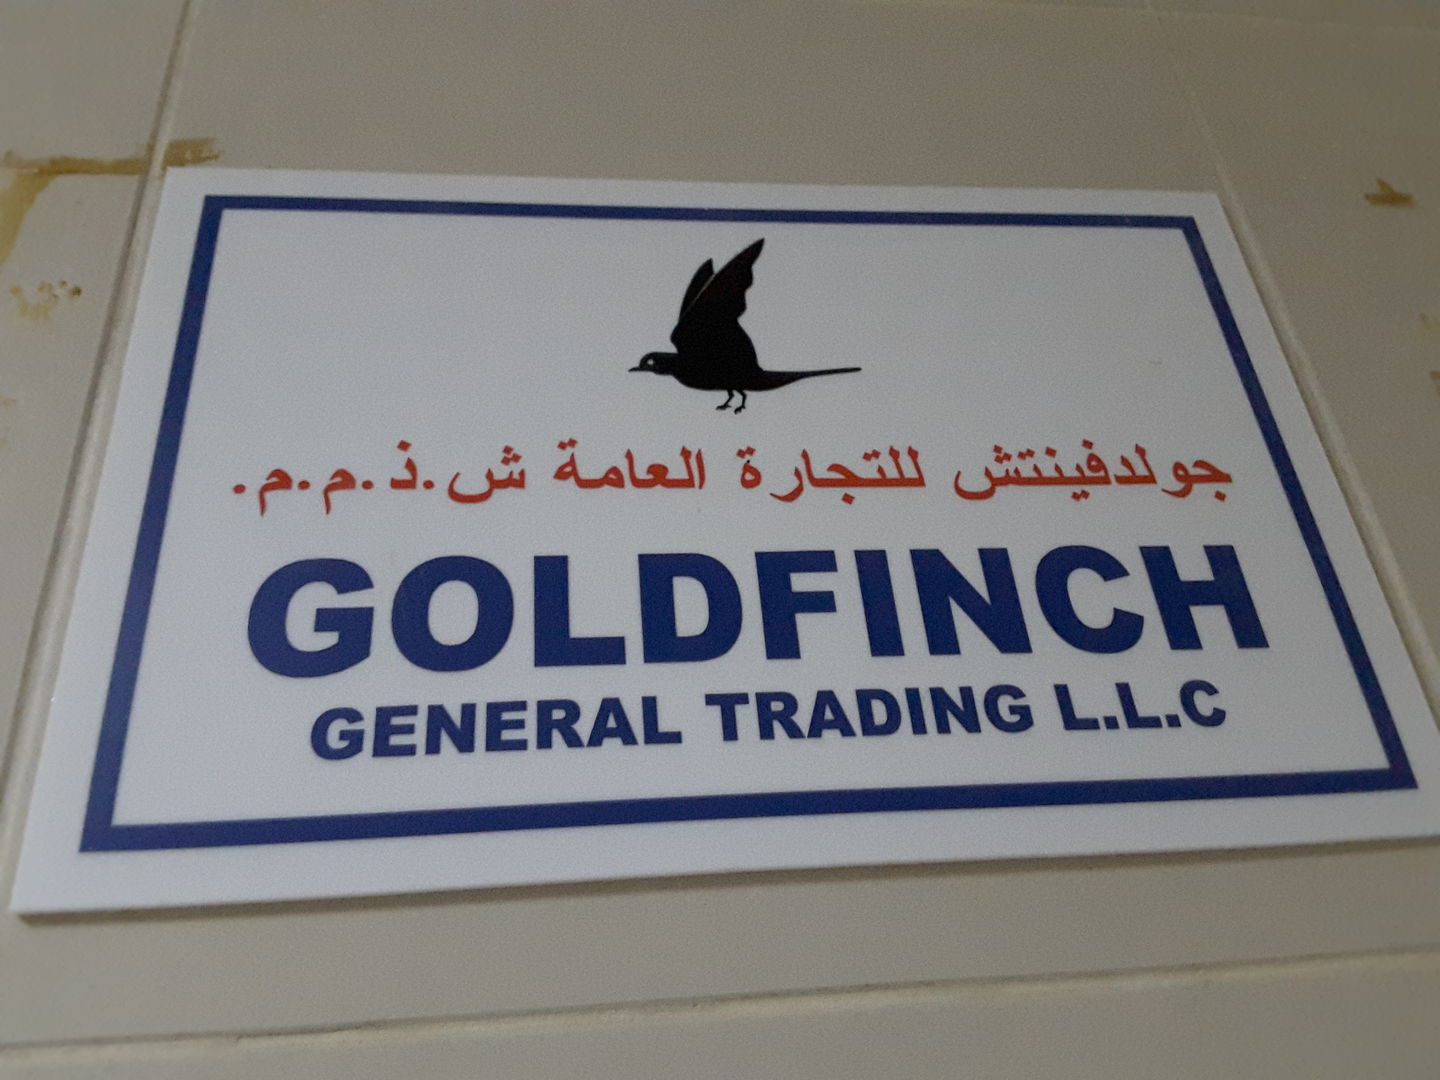 جولدفينتش للتجارة العامة ش.ذ.م.م.
GOLDFINCH
GENERAL TRADING L.L.C